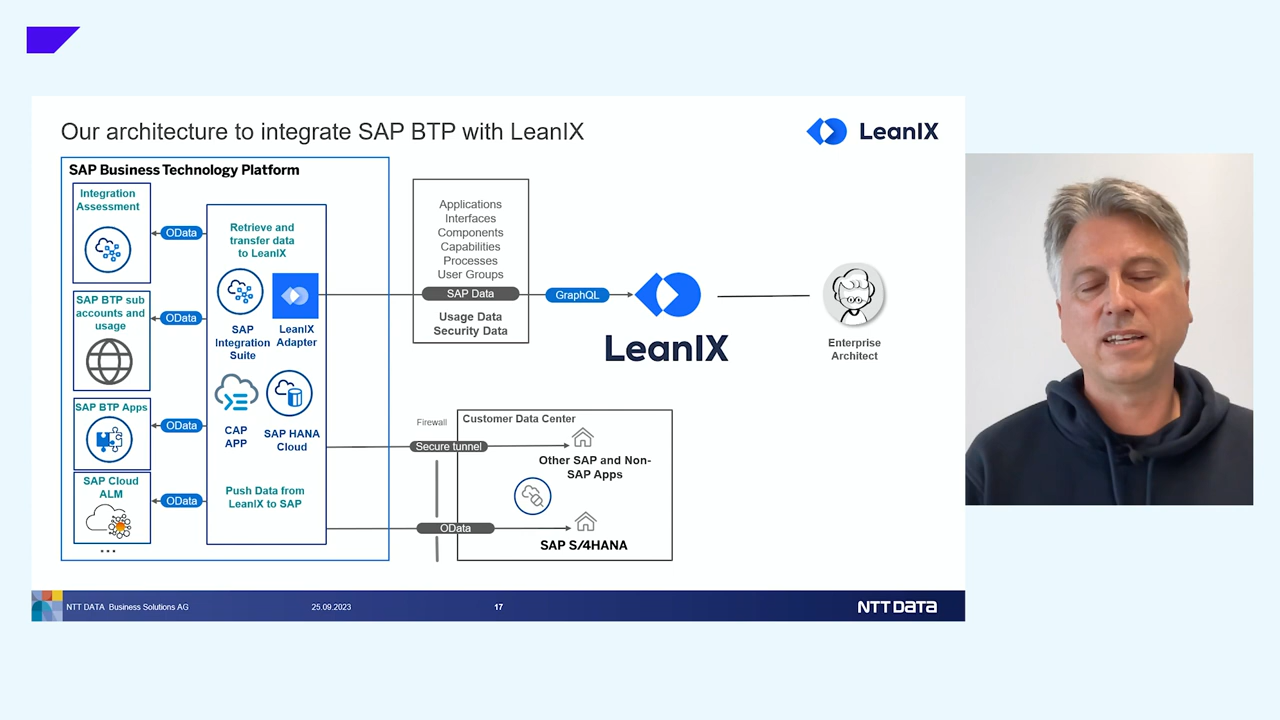 Our architecture to integrate SAP BTP with LeanIX
LeanIX
SAP Business Technology Platform
Integration
Assessment
OData
SAP BTP sub
accounts and
usage
OData
SAP BTP Apps
OData
SAP Cloud
ALM
OData
...
Retrieve and
transfer data
to LeanIX
SAP
Integration
Suite
LeanIX
Adapter
CAP
APP
SAP HANA
Cloud
Push Data from
LeanIX to SAP
Applications
Interfaces
Components
Capabilities
Processes
User Groups
SAP Data
Usage Data
Security Data
GraphQL
LeanIX
Enterprise
Architect
Firewall
Customer Data Center
Secure tunnel
Other SAP and Non-
SAP Apps
OData
SAP S/4HANA
NTT DATA Business Solutions AG
25.09.2023
17
NTT DATA